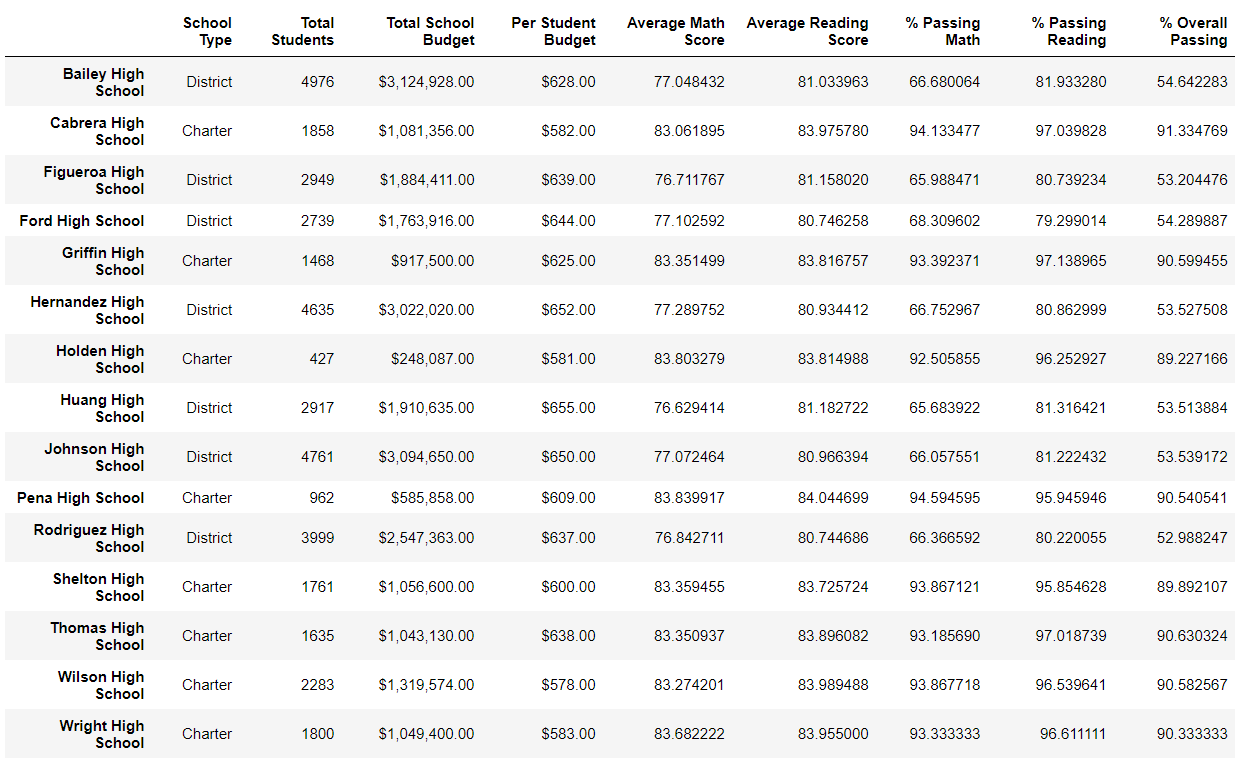 School Type Total Students Total School Budget Per Student Budget Average Math Score Average Reading Score % Passing Math % Passing Reading % Overall Passing
Bailey High School District 4976 $3,124,928.00 $628.00 77.048432 81.033963 66.680064 81.933280 54.642283
Cabrera High School Charter 1858 $1,081,356.00 $582.00 83.061895 83.975780 94.133477 97.039828 91.334769
Figueroa High School District 2949 $1,884,411.00 $639.00 76.711767 81.158020 65.988471 80.739234 53.204476
Ford High School District 2739 $1,763,916.00 $644.00 77.102592 80.746258 68.309602 79.299014 54.289887
Griffin High School Charter 1468 $917,500.00 $625.00 83.351499 83.816757 93.392371 97.138965 90.599455
Hernandez High School District 4635 $3,022,020.00 $652.00 77.289752 80.934412 66.752967 80.862999 53.527508
Holden High School Charter 427 $248,087.00 $581.00 83.803279 83.814988 92.505855 96.252927 89.227166
Huang High School District 2917 $1,910,635.00 $655.00 76.629414 81.182722 65.683922 81.316421 53.513884
Johnson High School District 4761 $3,094,650.00 $650.00 77.072464 80.966394 66.057551 81.222432 53.539172
Pena High School Charter 962 $585,858.00 $609.00 83.839917 84.044699 94.594595 95.945946 90.540541
Rodriguez High School District 3999 $2,547,363.00 $637.00 76.842711 80.744686 66.366592 80.220055 52.988247
Shelton High School Charter 1761 $1,056,600.00 $600.00 83.359455 83.725724 93.867121 95.854628 89.892107
Thomas High School Charter 1635 $1,043,130.00 $638.00 83.350937 83.896082 93.185690 97.018739 90.630324
Wilson High School Charter 2283 $1,319,574.00 $578.00 83.274201 83.989488 93.867718 96.539641 90.582567
Wright High School Charter 1800 $1,049,400.00 $583.00 83.682222 83.955000 93.333333 96.611111 90.333333